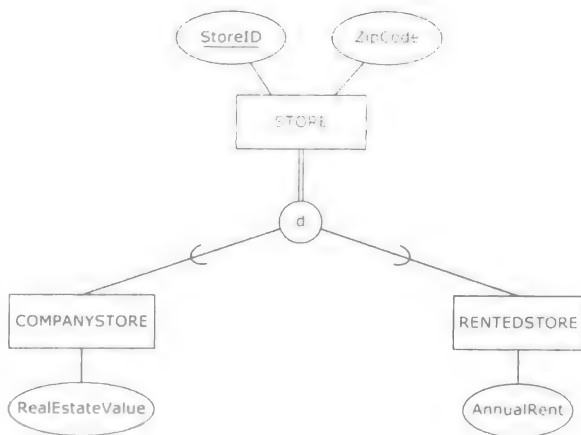 StoreID
ZipCode
STORE
d
COMPANYSTORE
RENTEDSTORE
RealEstateValue
AnnualRent